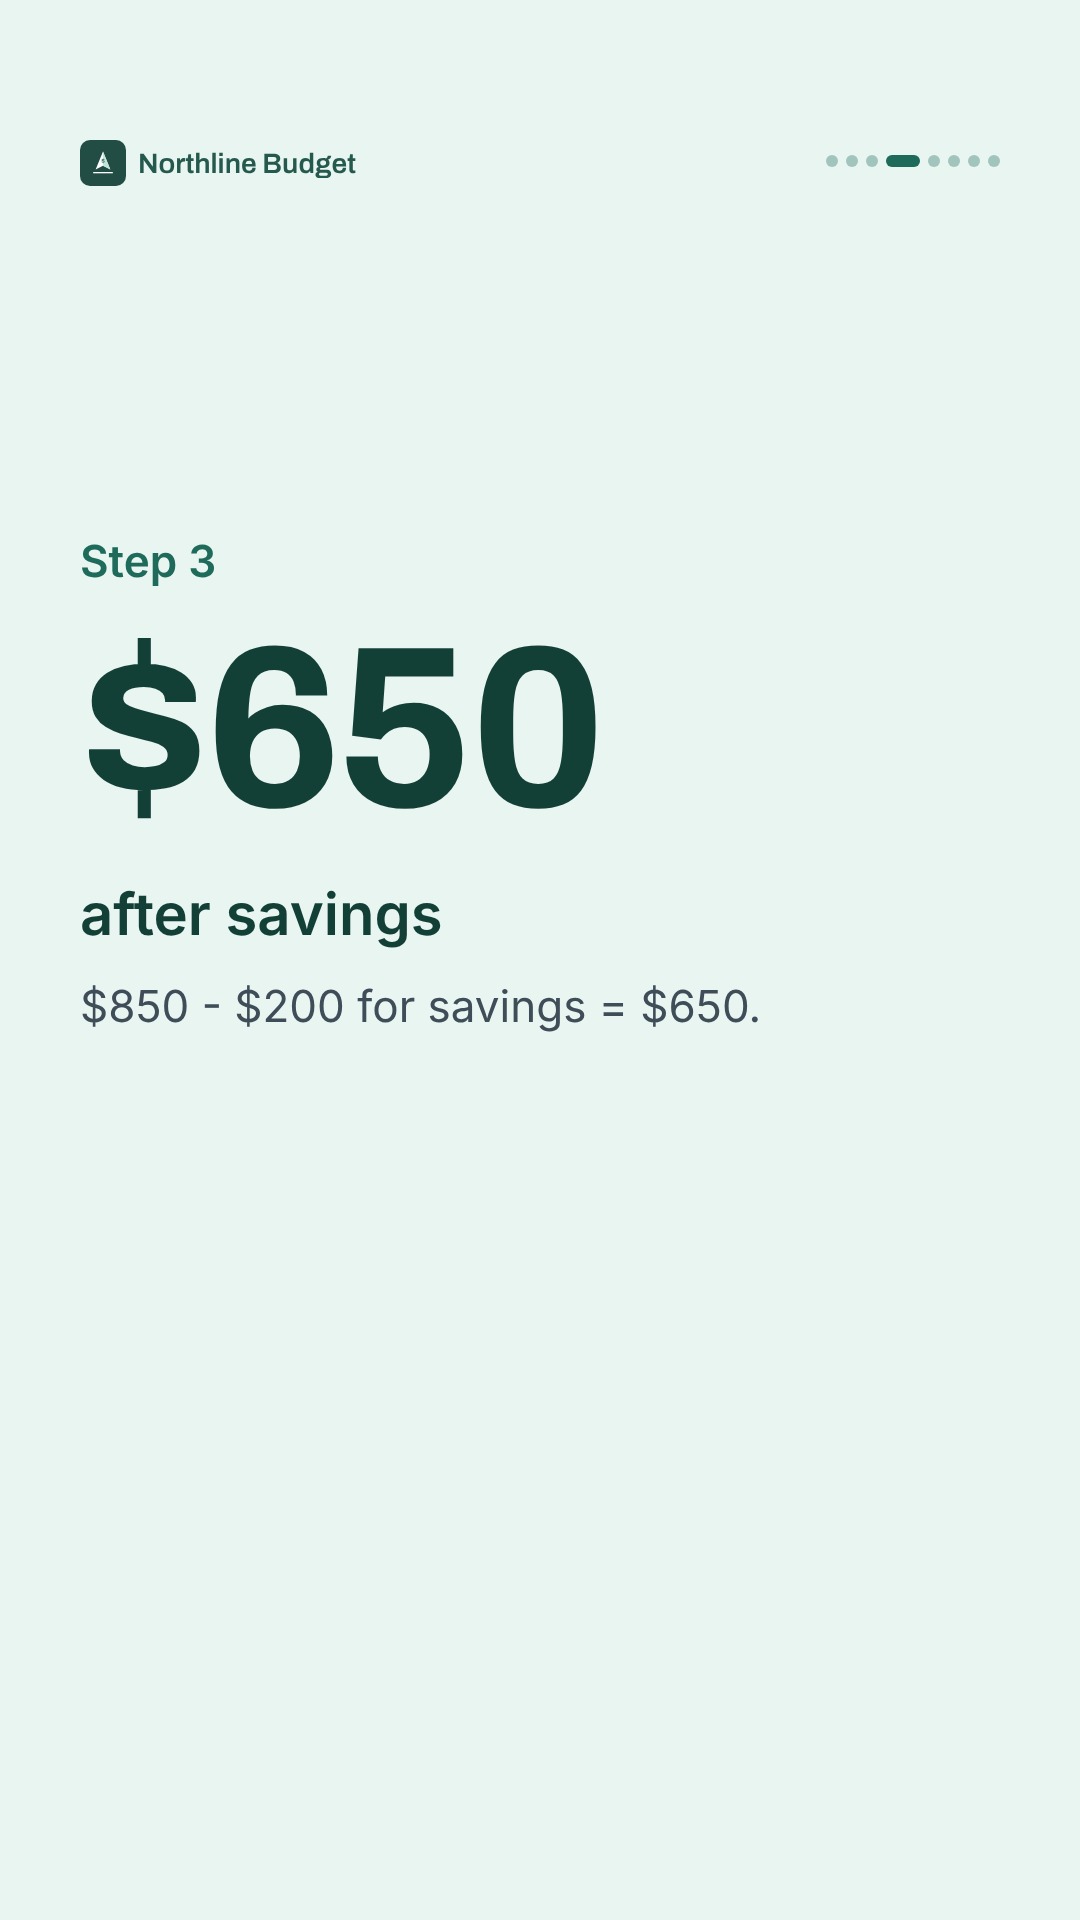 Northline Budget
Step 3
$650
after savings
$850 - $200 for savings = $650.